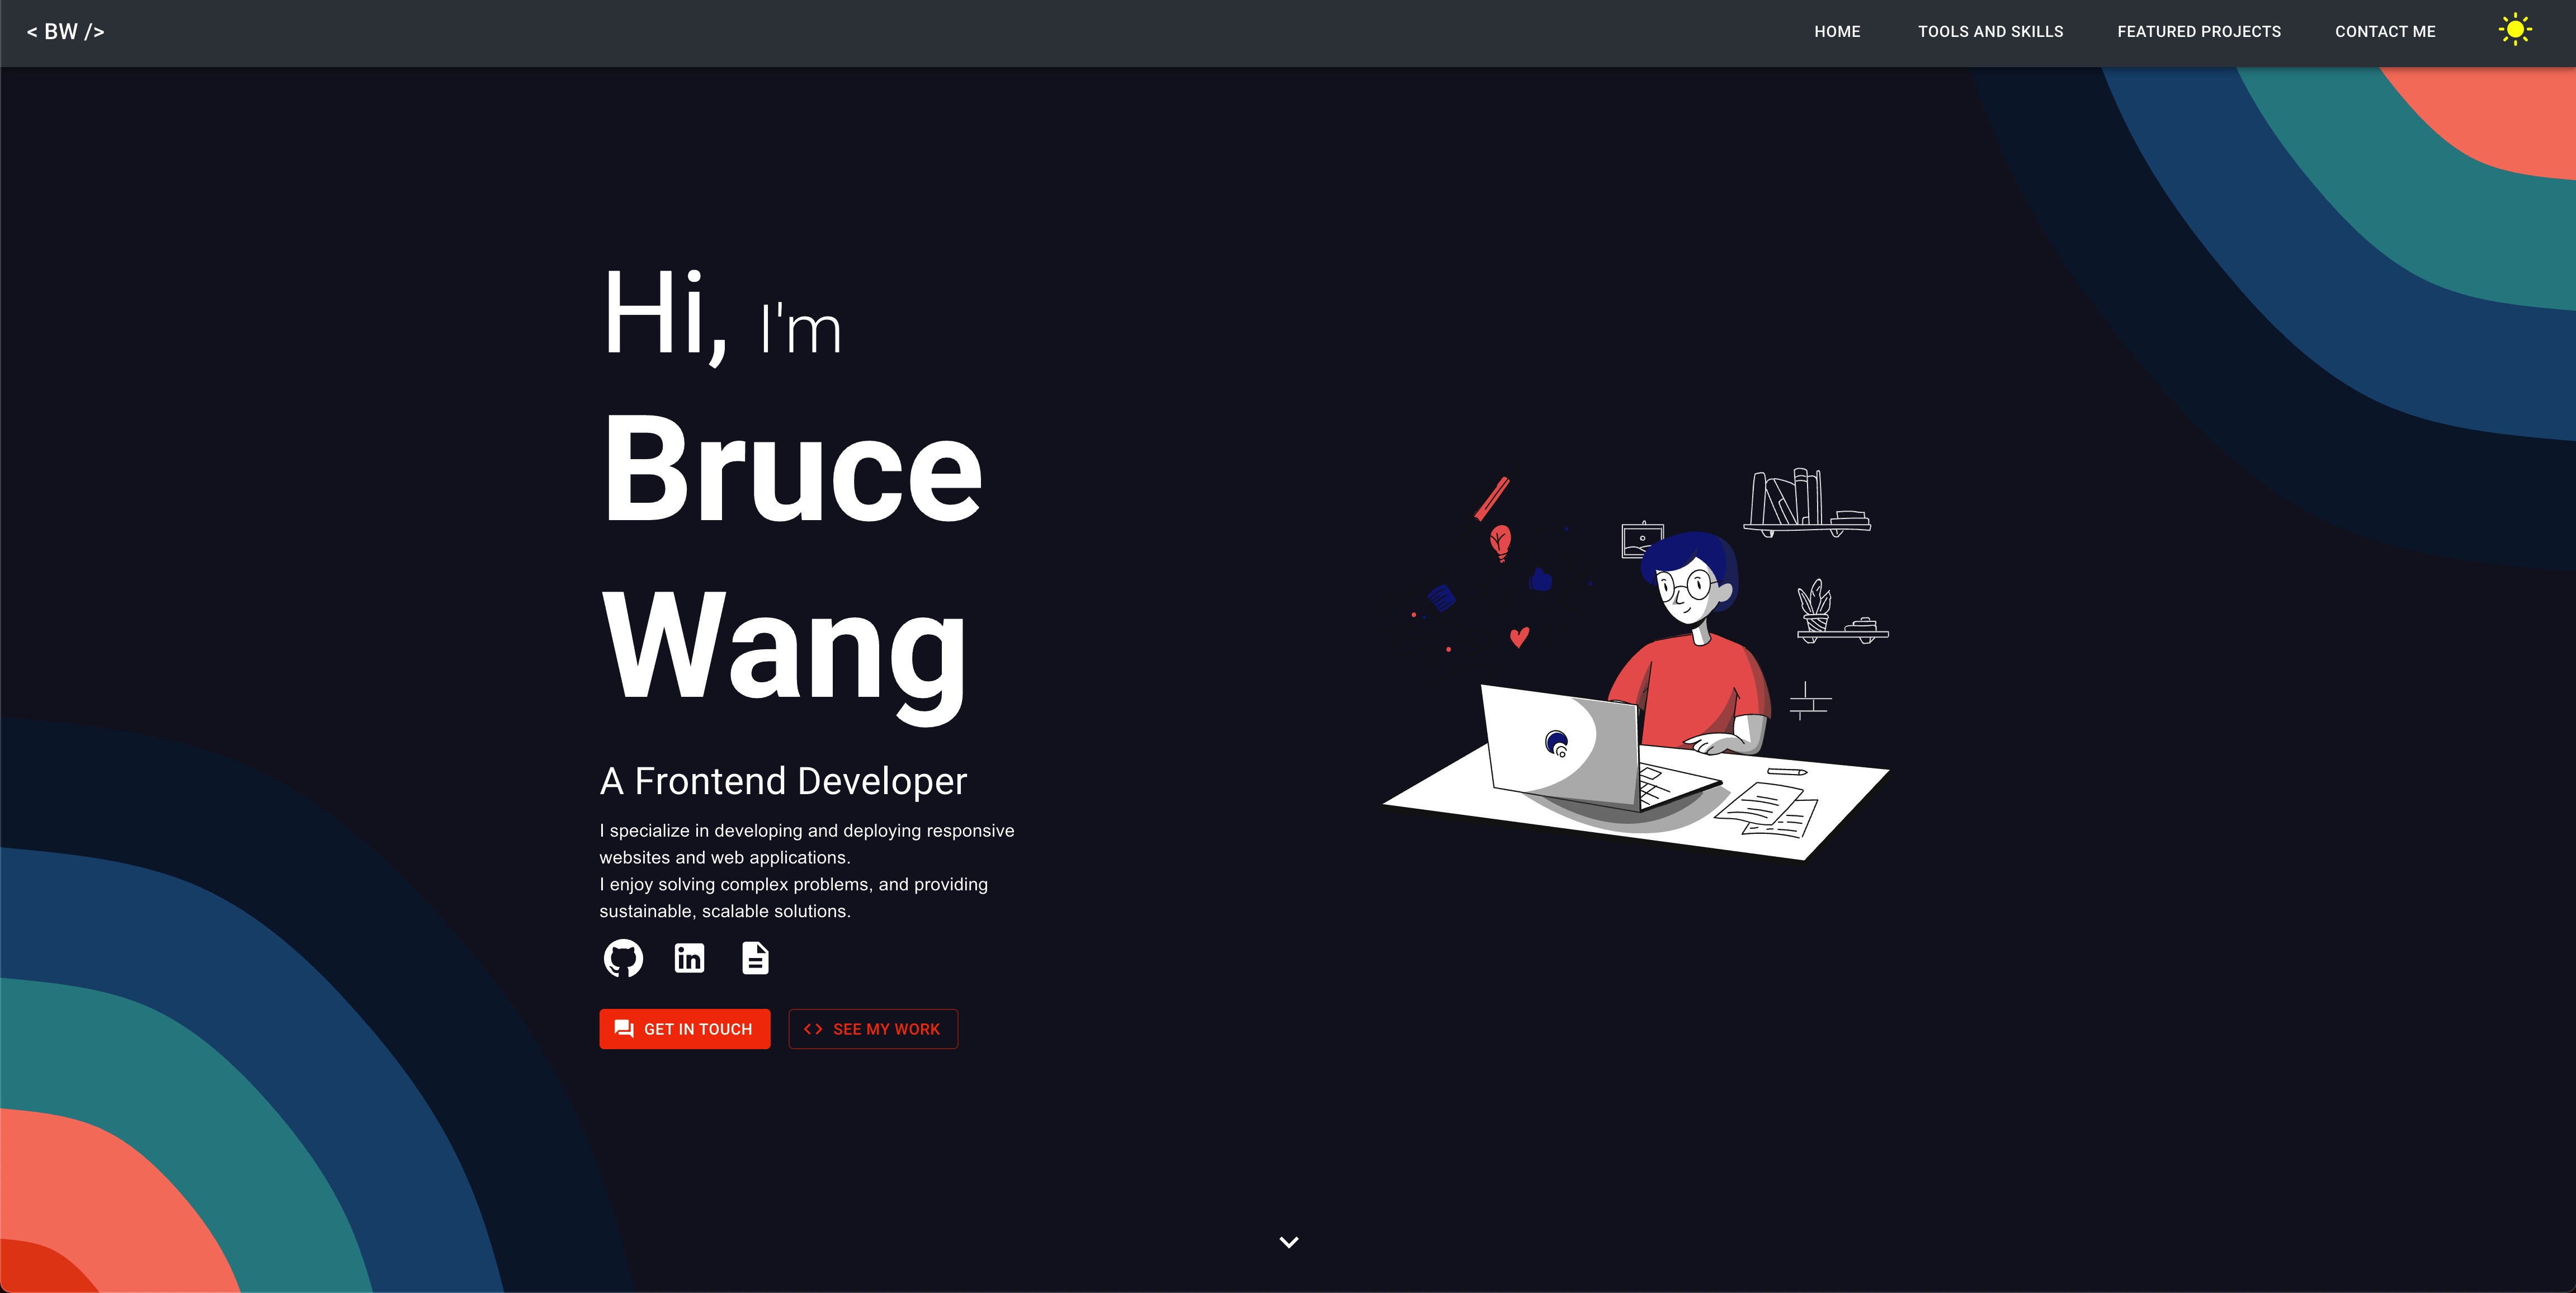 < BW />
HOME
TOOLS AND SKILLS
FEATURED PROJECTS
CONTACT ME
Hi, I'm
Bruce
Wang
A Frontend Developer
I specialize in developing and deploying responsive
websites and web applications.
I enjoy solving complex problems, and providing
sustainable, scalable solutions.
in
GET IN TOUCH
<> SEE MY WORK